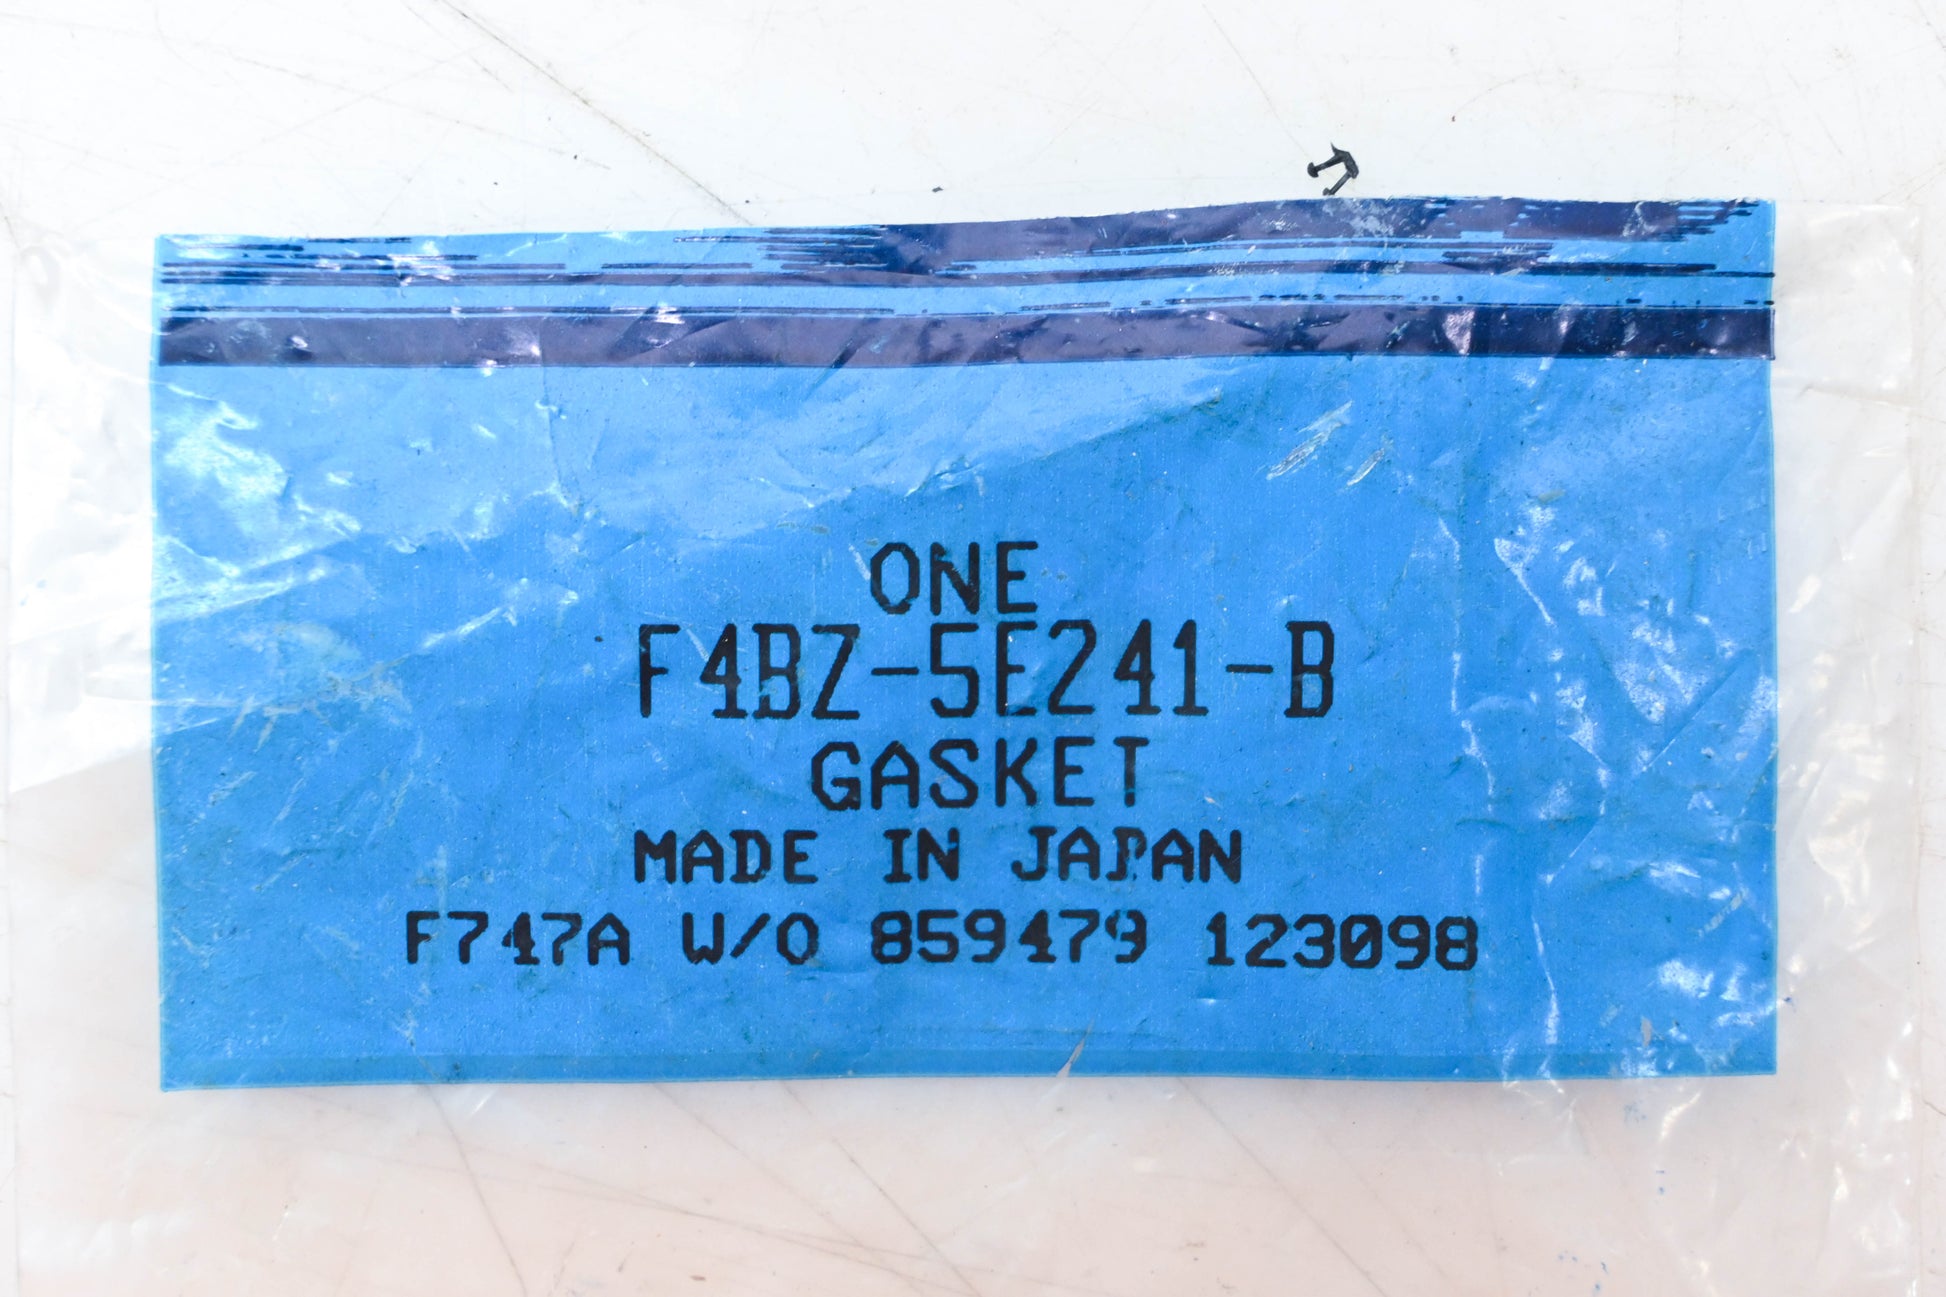 ONE
F4BZ-5E241-B
GASKET
MADE IN JAPAN
F747A W/O 859479 123098